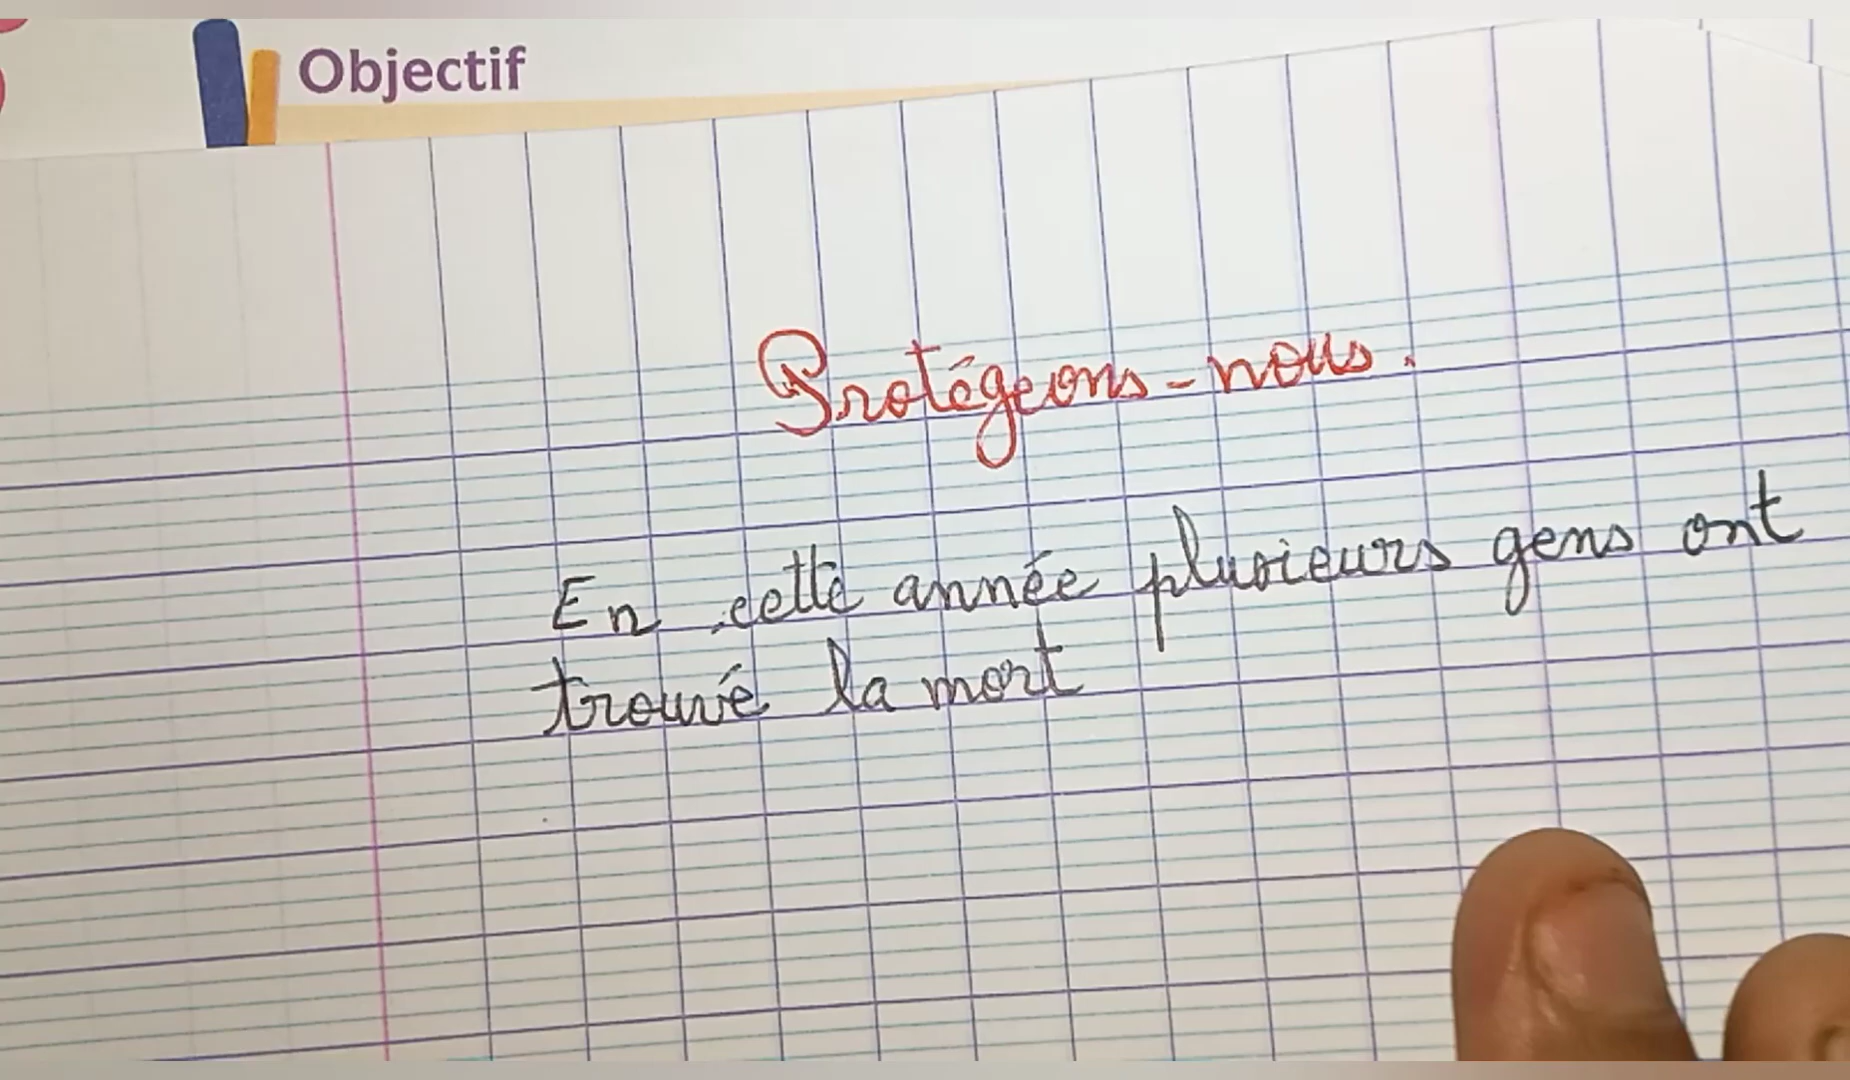 Objectif
Protégeons-nous.
En cette année plusieurs gens ont
trouvé la mort